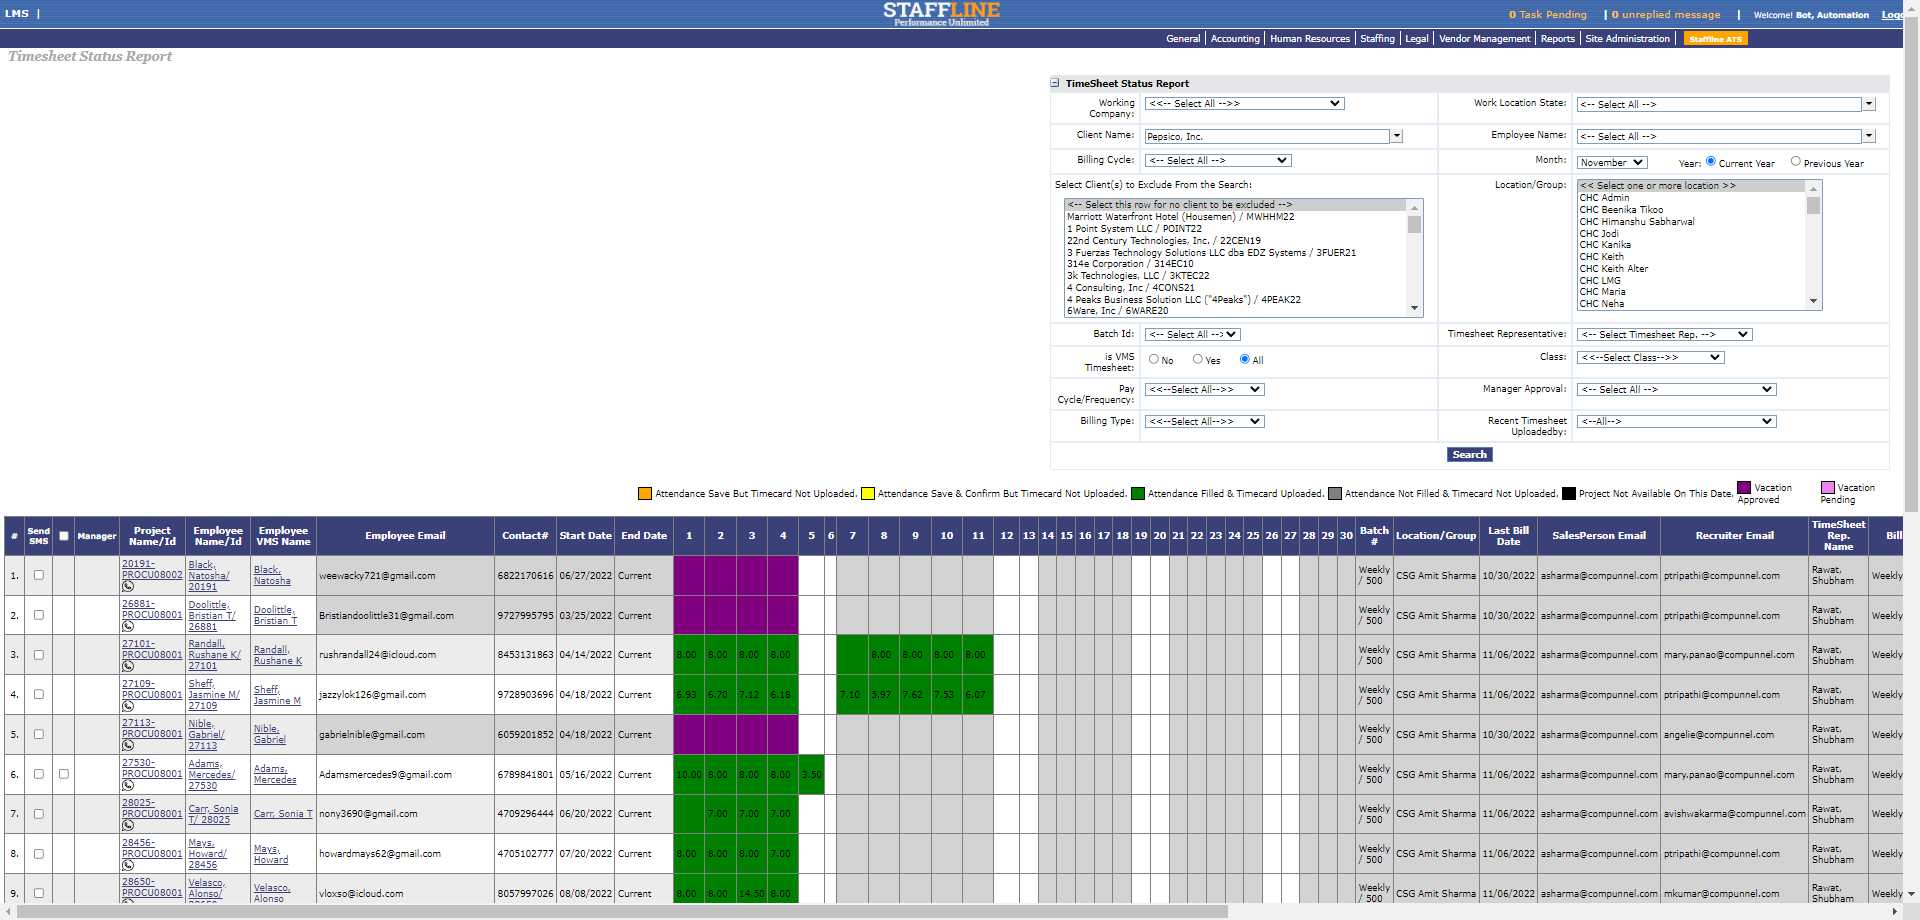 LMS |
STAFFLINE
Performance Unlimited
0 Task Pending | 0 unreplied message | Welcome! Bot, Automation Logo
General | Accounting | Human Resources | Staffing | Legal | Vendor Management | Reports | Site Administration | Staffline ATS
Timesheet Status Report
TimeSheet Status Report
Working Company: <<-- Select All -->> Work Location State: <-- Select All -->
Client Name: Pepsico, Inc. Employee Name: <-- Select All -->
Billing Cycle: <-- Select All --> Month: November Year: Current Year Previous Year
Select Client(s) to Exclude From the Search:
<-- Select this row for no client to be excluded -->
Marriott Waterfront Hotel (Housemen) / MWHHM22
1 Point System LLC / POINT22
22nd Century Technologies, Inc. / 22CEN19
3 Fuerzas Technology Solutions LLC dba EDZ Systems / 3FUER21
314e Corporation / 314EC10
3k Technologies, LLC / 3KTEC22
4 Consulting, Inc / 4CONS21
4 Peaks Business Solution LLC ("4Peaks") / 4PEAK22
6Ware, Inc / 6WARE20
Location/Group: << Select one or more location >>
CHC Admin
CHC Beenika Tikoo
CHC Himanshu Sabharwal
CHC Jodi
CHC Kanika
CHC Keith
CHC Keith Alter
CHC LMG
CHC Maria
CHC Neha
Batch Id: <-- Select All --> Timesheet Representative: <-- Select Timesheet Rep. -->
is VMS Timesheet: No Yes All Class: <<--Select Class-->>
Pay Cycle/Frequency: <<--Select All-->> Manager Approval: <-- Select All -->
Billing Type: <<--Select All-->> Recent Timesheet Uploadedby: <--All-->
Search
Attendance Save But Timecard Not Uploaded. Attendance Save & Confirm But Timecard Not Uploaded. Attendance Filled & Timecard Uploaded. Attendance Not Filled & Timecard Not Uploaded. Project Not Available On This Date. Vacation Approved Vacation Pending
# Send SMS Manager Project Name/Id Employee Name/Id Employee VMS Name Employee Email Contact# Start Date End Date 1 2 3 4 5 6 7 8 9 10 11 12 13 14 15 16 17 18 19 20 21 22 23 24 25 26 27 28 29 30 Batch # Location/Group Last Bill Date SalesPerson Email Recruiter Email TimeSheet Rep. Name Bill
1. 20191-PROCU08002 Black, Natosha/ 20191 Black, Natosha weewacky721@gmail.com 6822170616 06/27/2022 Current Weekly / 500 CSG Amit Sharma 10/30/2022 asharma@compunnel.com ptripathi@compunnel.com Rawat, Shubham Weekly
2. 26881-PROCU08001 Doolittle, Bristian T/ 26881 Doolittle, Bristian T Bristiandoolittle31@gmail.com 9727995795 03/25/2022 Current Weekly / 500 CSG Amit Sharma 10/30/2022 asharma@compunnel.com ptripathi@compunnel.com Rawat, Shubham Weekly
3. 27101-PROCU08001 Randall, Rushane K/ 27101 Randall, Rushane K rushrandall24@icloud.com 8453131863 04/14/2022 Current 8.00 8.00 8.00 8.00 8.00 8.00 8.00 8.00 Weekly / 500 CSG Amit Sharma 11/06/2022 asharma@compunnel.com mary.panao@compunnel.com Rawat, Shubham Weekly
4. 27109-PROCU08001 Sheff, Jasmine M/ 27109 Sheff, Jasmine M jazzylok126@gmail.com 9728903696 04/18/2022 Current 6.93 6.70 7.12 6.18 7.10 5.97 7.62 7.53 6.07 Weekly / 500 CSG Amit Sharma 11/06/2022 asharma@compunnel.com ptripathi@compunnel.com Rawat, Shubham Weekly
5. 27113-PROCU08001 Nible, Gabriel/ 27113 Nible, Gabriel gabrielnible@gmail.com 6059201852 04/18/2022 Current Weekly / 500 CSG Amit Sharma 10/30/2022 asharma@compunnel.com angelie@compunnel.com Rawat, Shubham Weekly
6. 27530-PROCU08001 Adams, Mercedes/ 27530 Adams, Mercedes Adamsmercedes9@gmail.com 6789841801 05/16/2022 Current 10.00 8.00 8.00 8.00 3.50 Weekly / 500 CSG Amit Sharma 11/06/2022 asharma@compunnel.com mary.panao@compunnel.com Rawat, Shubham Weekly
7. 28025-PROCU08001 Carr, Sonia T/ 28025 Carr, Sonia T nony3690@gmail.com 4709296444 06/20/2022 Current 7.00 7.00 7.00 Weekly / 500 CSG Amit Sharma 11/06/2022 asharma@compunnel.com avishwakarma@compunnel.com Rawat, Shubham Weekly
8. 28456-PROCU08001 Mays, Howard/ 28456 Mays, Howard howardmays62@gmail.com 4705102777 07/20/2022 Current 8.00 8.00 8.00 7.00 Weekly / 500 CSG Amit Sharma 11/06/2022 asharma@compunnel.com ptripathi@compunnel.com Rawat, Shubham Weekly
9. 28650-PROCU08001 Velasco, Alonso/ Velasco, Alonso vloxso@icloud.com 8057997026 08/08/2022 Current 8.00 8.00 14.50 8.00 Weekly / 500 CSG Amit Sharma 11/06/2022 asharma@compunnel.com mkumar@compunnel.com Rawat, Shubham Weekly